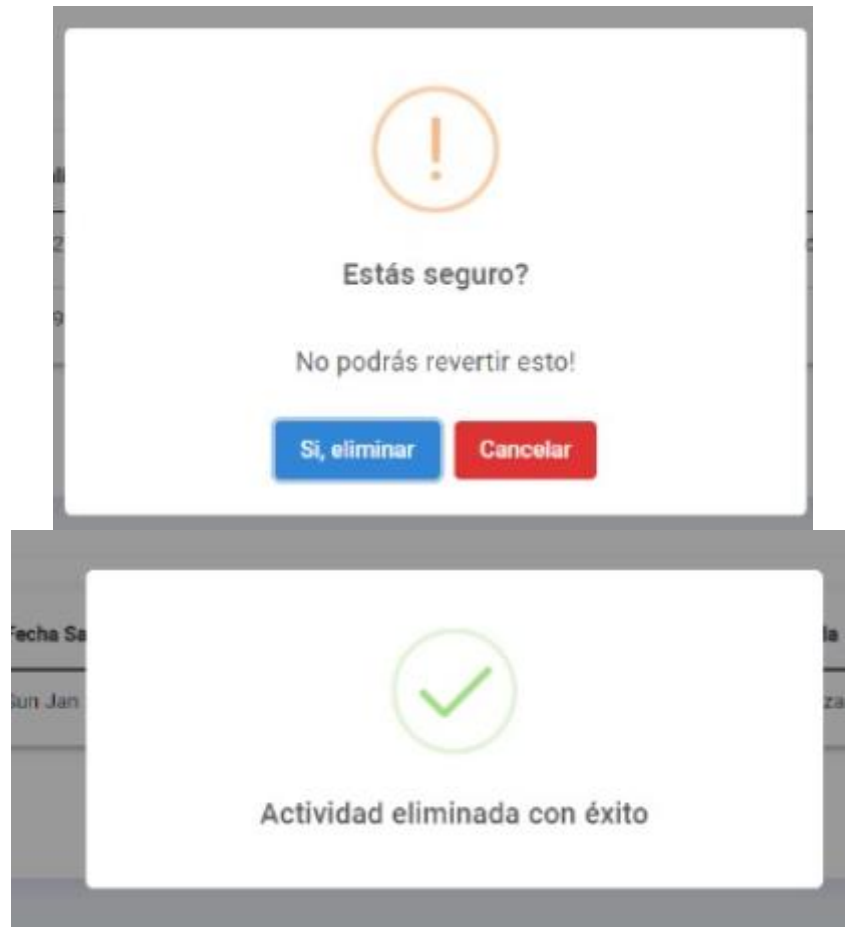 Estás seguro?
No podrás revertir esto!
Si, eliminar
Cancelar
Fecha Sa
Sun Jan
Actividad eliminada con éxito